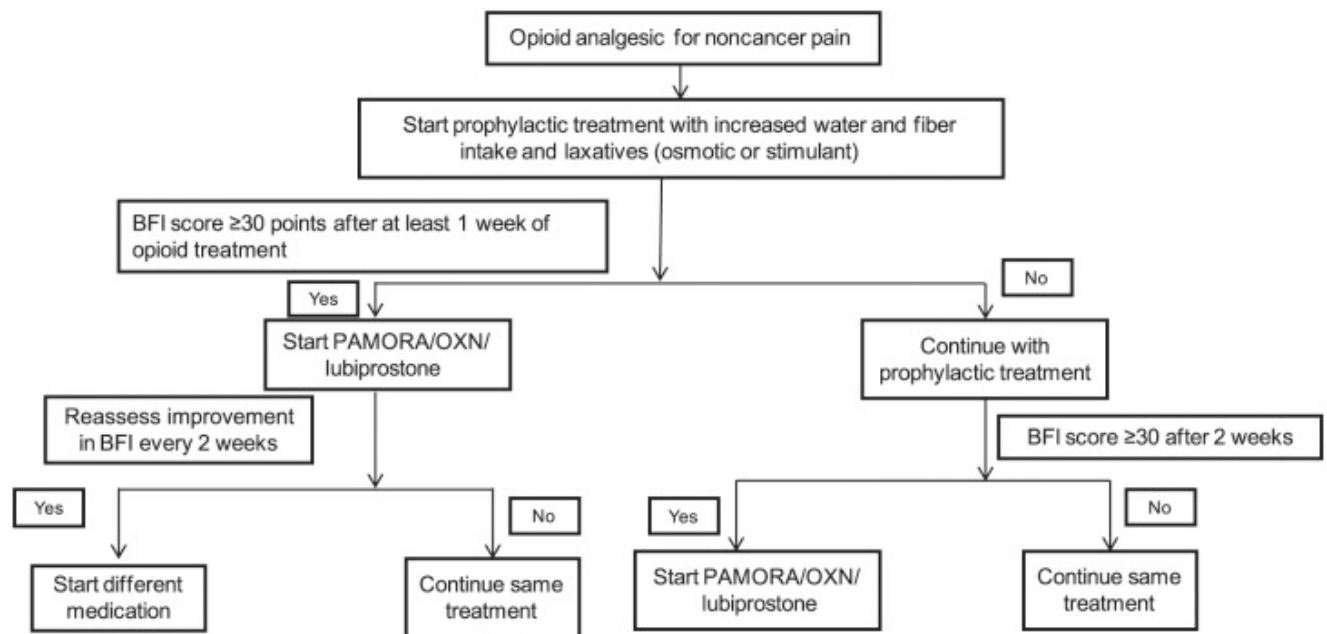 Opioid analgesic for noncancer pain
Start prophylactic treatment with increased water and fiber
intake and laxatives (osmotic or stimulant)
BFI score ≥30 points after at least 1 week of
opioid treatment
Yes
No
Start PAMORA/OXN/
lubiprostone
Continue with
prophylactic treatment
Reassess improvement
in BFI every 2 weeks
BFI score ≥30 after 2 weeks
Yes
No
Yes
No
Start different
medication
Continue same
treatment
Start PAMORA/OXN/
lubiprostone
Continue same
treatment